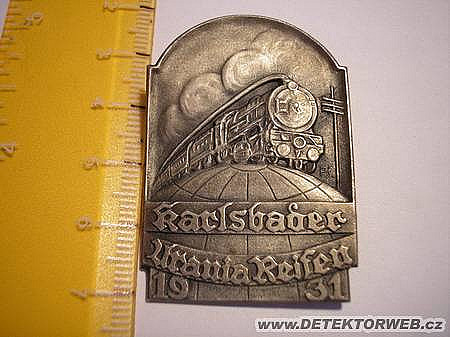 Karlsbader
Urania Reisen
19 31
www.DETEKTORWEB.cz